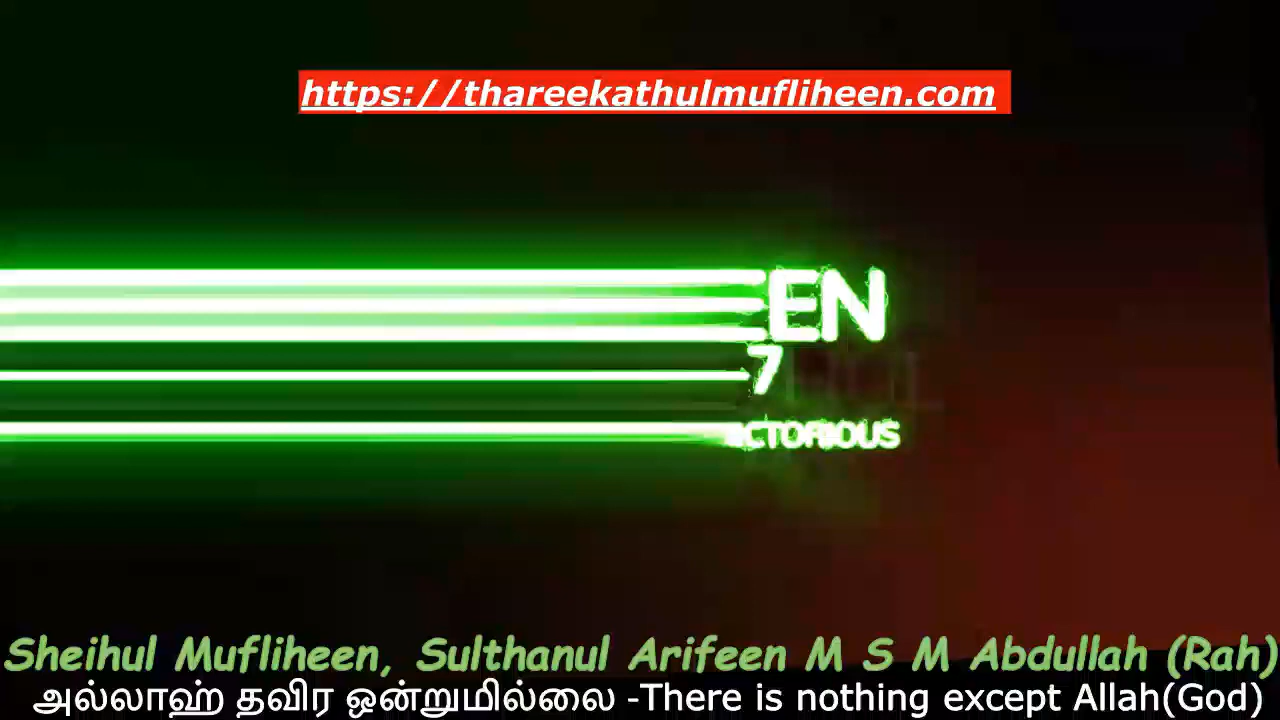 https://thareekathulmufliheen.com
EN
7
CTORIOUS
Sheihul Mufliheen, Sulthanul Arifeen M S M Abdullah (Rah)
அல்லாஹ் தவிர ஒன்றுமில்லை -There is nothing except Allah(God)